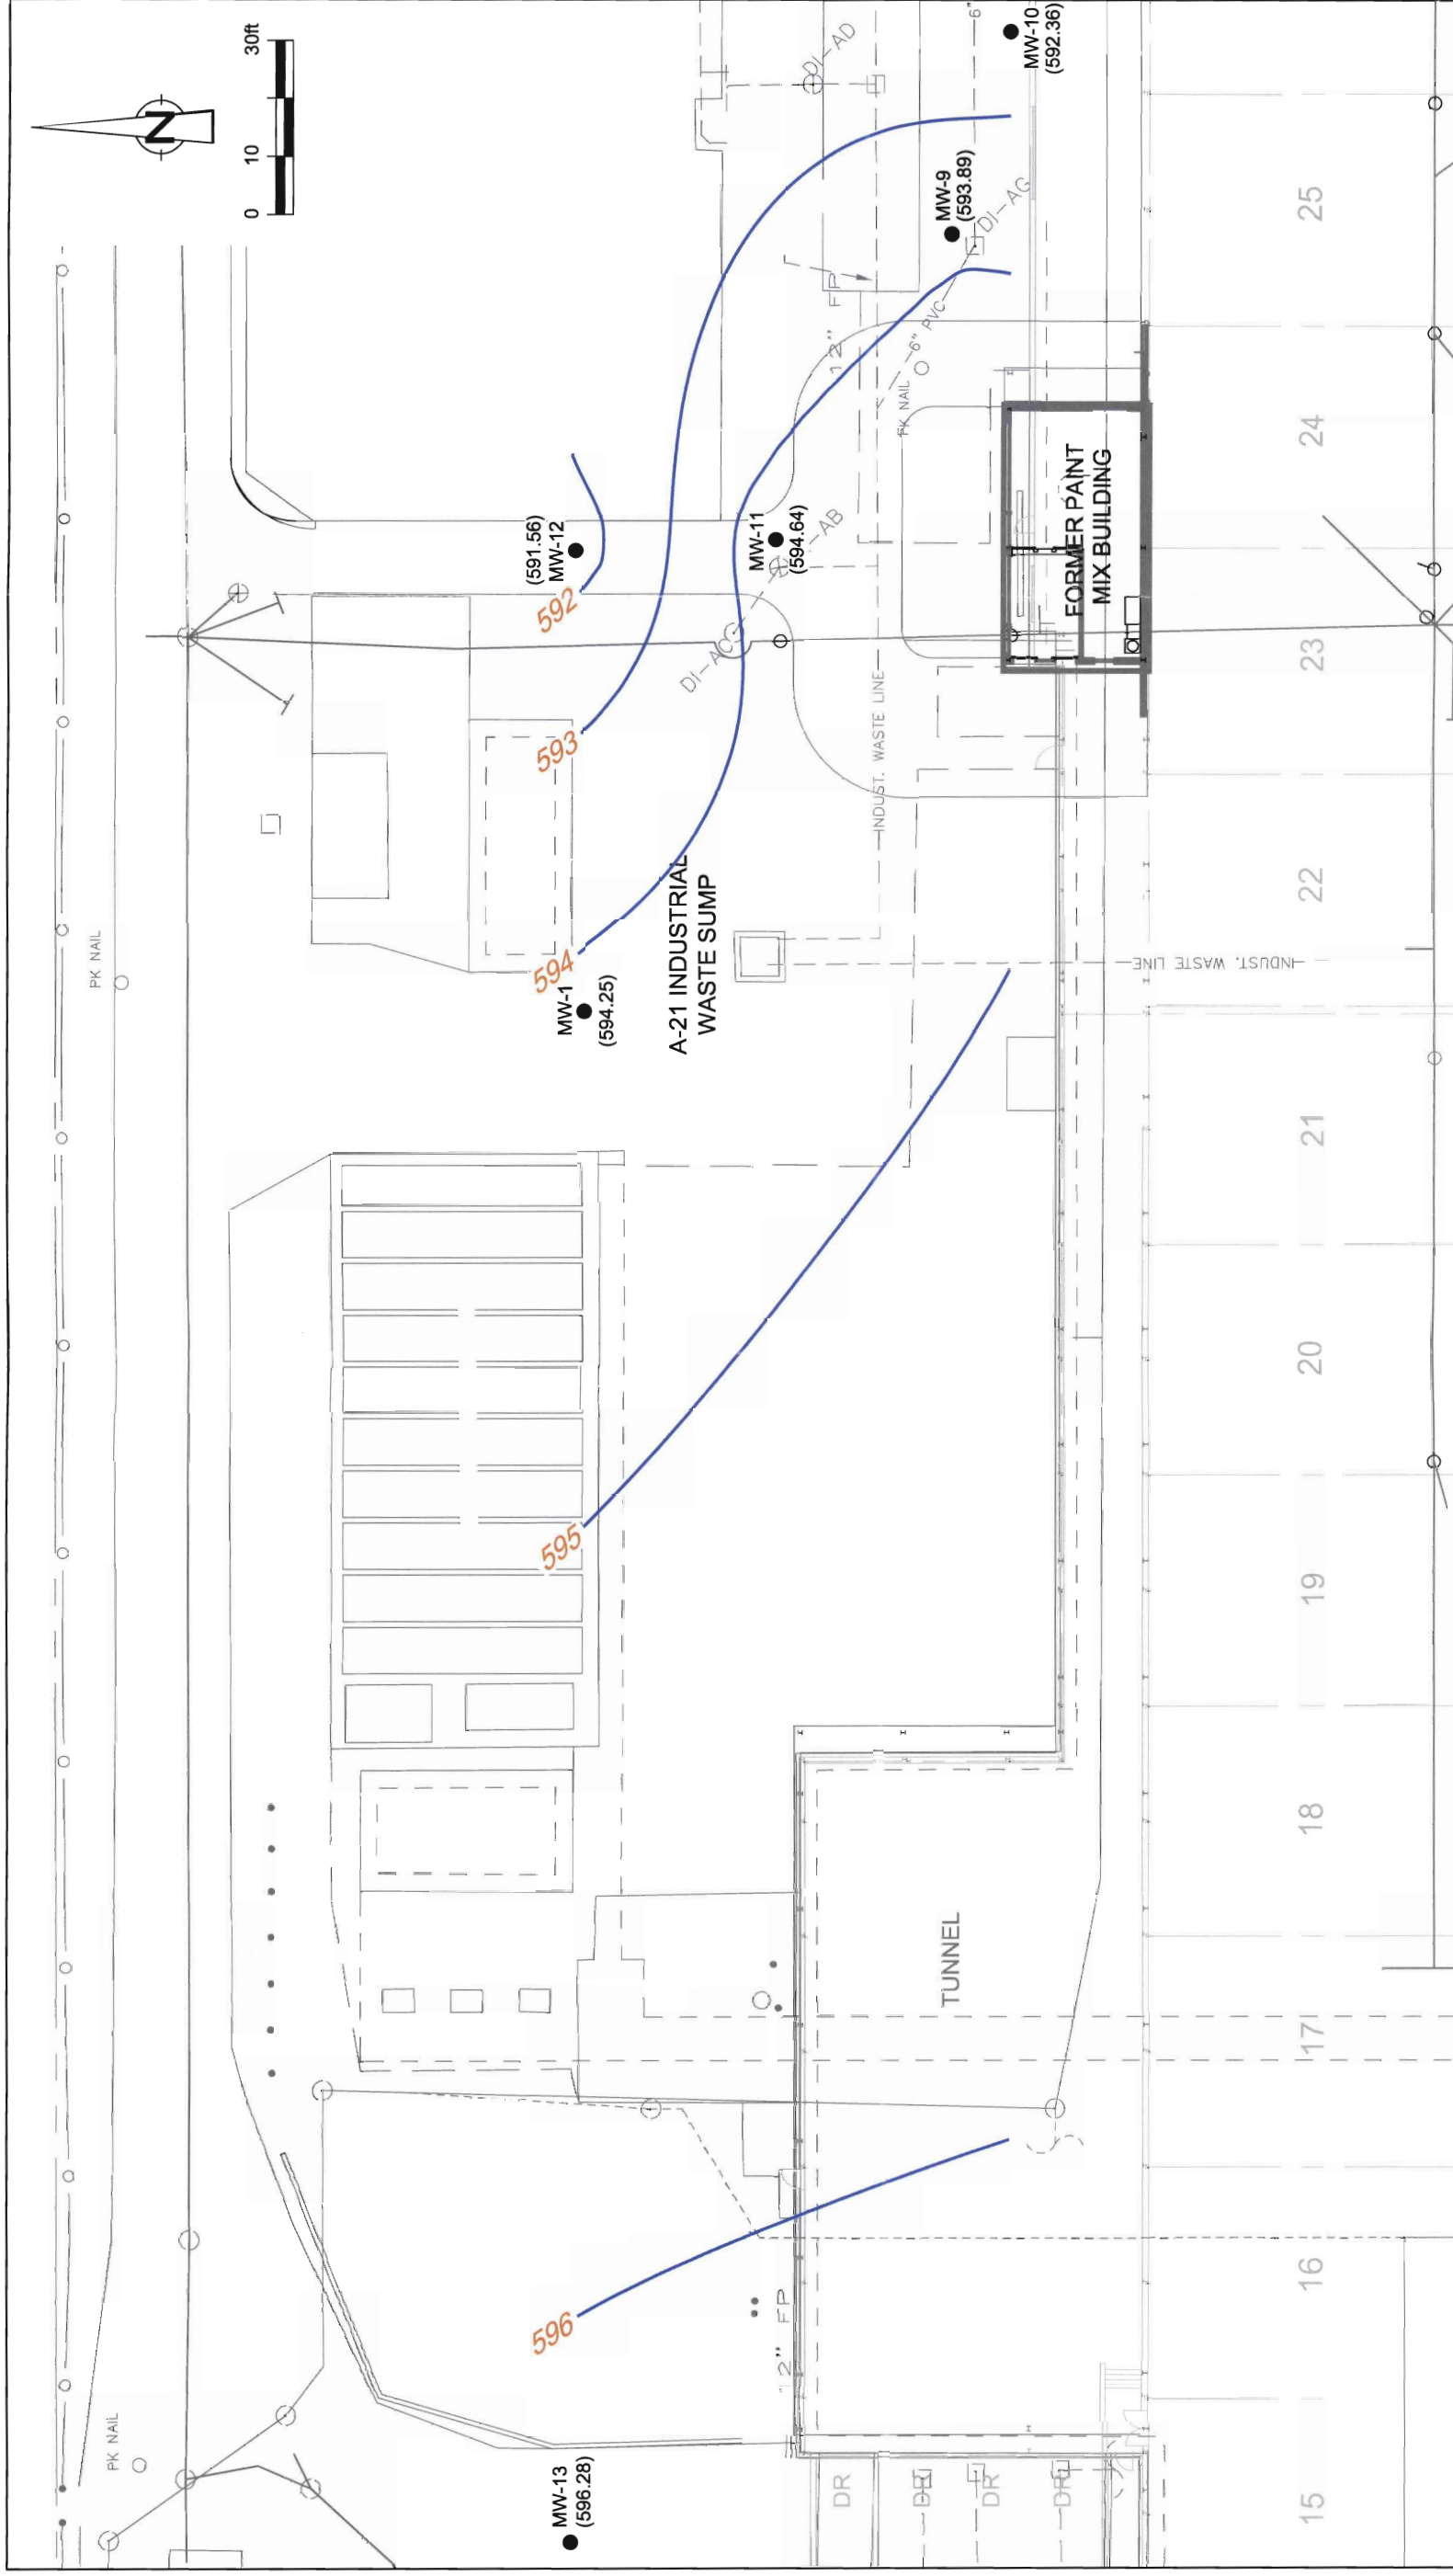 N
0 10 30ft
PK NAIL
PK NAIL
(591.56)
MW-12
592
593
594
595
596
MW-1
(594.25)
MW-13
(596.28)
A-21 INDUSTRIAL
WASTE SUMP
MW-11
(594.64)
DI-AC
DI-AB
DI-AD
DI-AG
12" FP
6" PVC
6"
PK NAIL
MW-9
(593.89)
MW-10
(592.36)
INDUST. WASTE LINE
INDUST. WASTE LINE
FORMER PAINT
MIX BUILDING
TUNNEL
12" FP
DR
DR
DR
DR
15 16 17 18 19 20 21 22 23 24 25